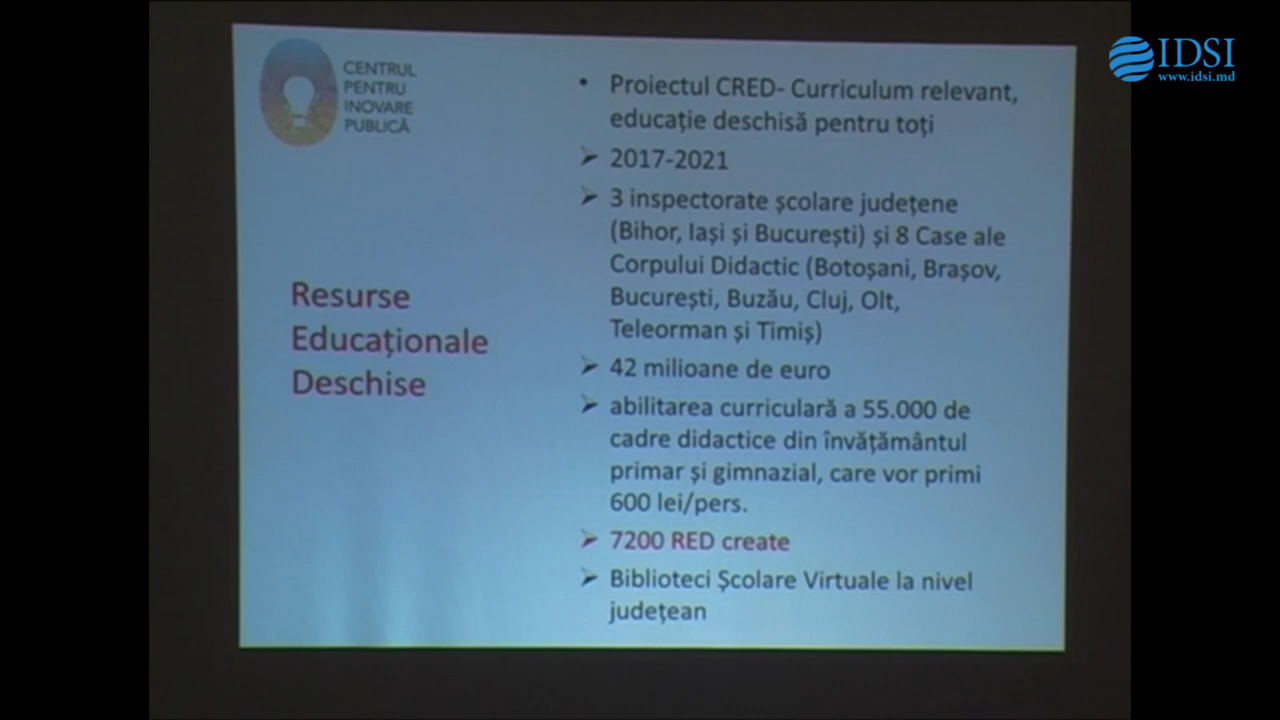 CENTRUL
PENTRU
INOVARE
PUBLICĂ
Resurse
Educaționale
Deschise
• Proiectul CRED- Curriculum relevant,
educație deschisă pentru toți
➢ 2017-2021
➢ 3 inspectorate școlare județene
(Bihor, Iași și București) și 8 Case ale
Corpului Didactic (Botoșani, Brașov,
București, Buzău, Cluj, Olt,
Teleorman și Timiș)
➢ 42 milioane de euro
➢ abilitarea curriculară a 55.000 de
cadre didactice din învățământul
primar și gimnazial, care vor primi
600 lei/pers.
➢ 7200 RED create
➢ Biblioteci Școlare Virtuale la nivel
județean
IDSI
www.idsi.md